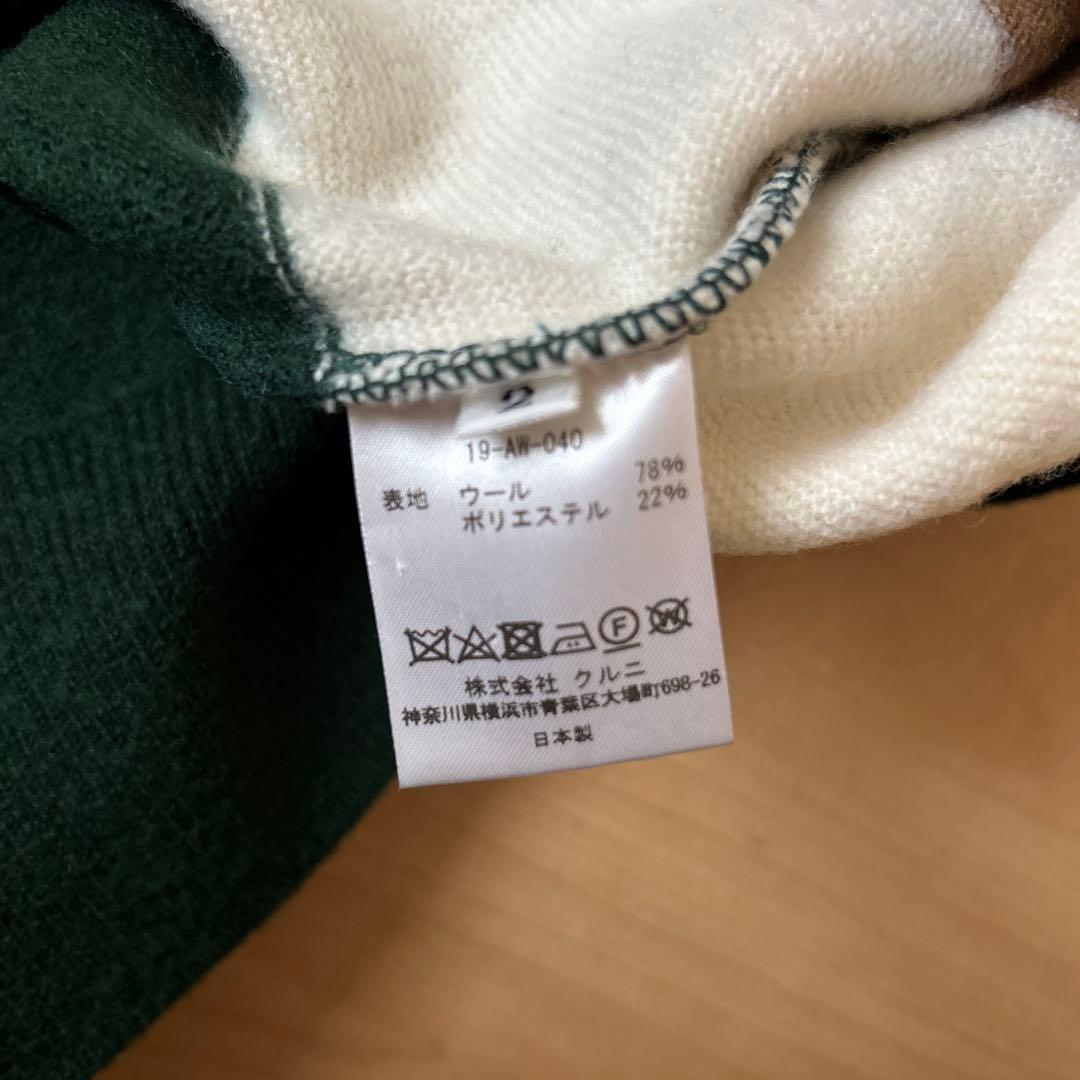 2
19-AW-040
表地 ウール 78%
ポリエステル 22%
F W
株式会社 クルニ
神奈川県横浜市青葉区大場町698-26
日本製